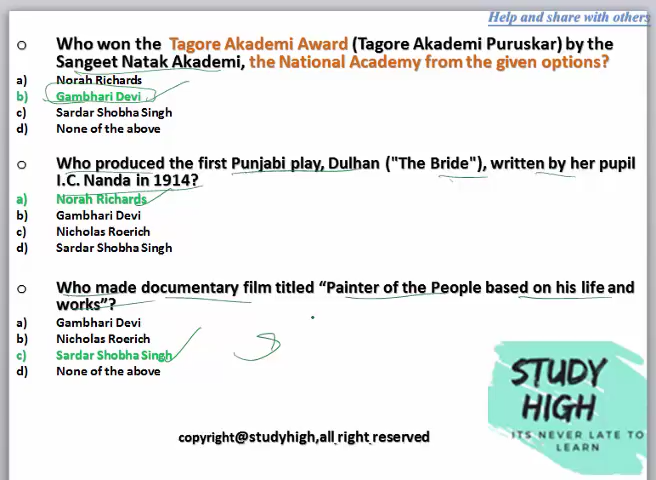 Help and share with others
o Who won the Tagore Akademi Award (Tagore Akademi Puruskar) by the
Sangeet Natak Akademi, the National Academy from the given options?
a) Norah Richards
b) Gambhari Devi
c) Sardar Shobha Singh
d) None of the above
o Who produced the first Punjabi play, Dulhan ("The Bride"), written by her pupil
I.C. Nanda in 1914?
a) Norah Richards
b) Gambhari Devi
c) Nicholas Roerich
d) Sardar Shobha Singh
o Who made documentary film titled “Painter of the People based on his life and
works”?
a) Gambhari Devi
b) Nicholas Roerich
c) Sardar Shobha Singh
d) None of the above
STUDY
HIGH
ITS NEVER LATE TO
LEARN
copyright@studyhigh,all right reserved